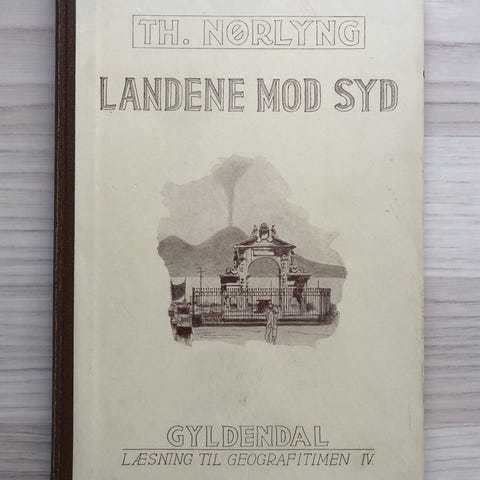 TH. NØRLYNG
LANDENE MOD SYD
GYLDENDAL
LÆSNING TIL GEOGRAFITIMEN IV.